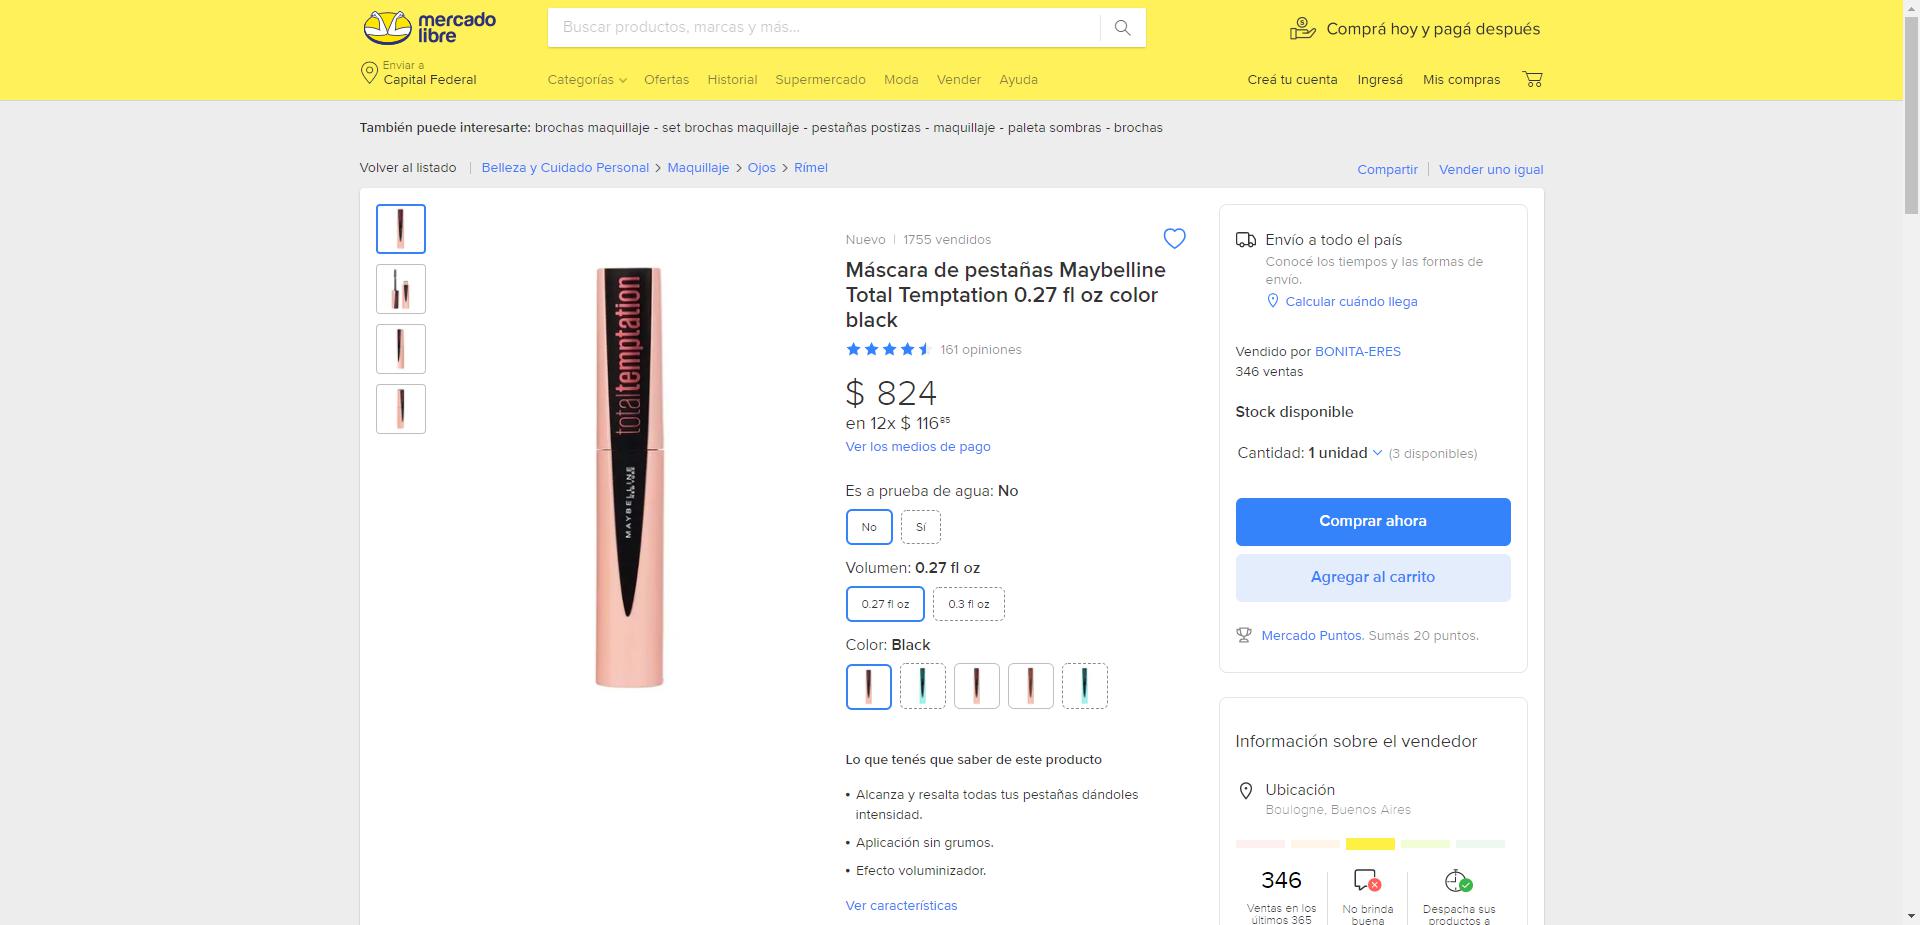 mercado
libre
Buscar productos, marcas y más...
Comprá hoy y pagá después
Enviar a
Capital Federal
Categorías
Ofertas
Historial
Supermercado
Moda
Vender
Ayuda
Creá tu cuenta
Ingresá
Mis compras
También puede interesarte: brochas maquillaje - set brochas maquillaje - pestañas postizas - maquillaje - paleta sombras - brochas
Volver al listado | Belleza y Cuidado Personal > Maquillaje > Ojos > Rímel
Compartir | Vender uno igual
totaltemptation
MAYBELLINE
NEW YORK
Nuevo | 1755 vendidos
Máscara de pestañas Maybelline
Total Temptation 0.27 fl oz color
black
161 opiniones
$ 824
en 12x $ 116⁸⁵
Ver los medios de pago
Es a prueba de agua: No
No
Sí
Volumen: 0.27 fl oz
0.27 fl oz
0.3 fl oz
Color: Black
Lo que tenés que saber de este producto
• Alcanza y resalta todas tus pestañas dándoles
intensidad.
• Aplicación sin grumos.
• Efecto voluminizador.
Ver características
Envío a todo el país
Conocé los tiempos y las formas de
envío.
Calcular cuándo llega
Vendido por BONITA-ERES
346 ventas
Stock disponible
Cantidad: 1 unidad (3 disponibles)
Comprar ahora
Agregar al carrito
Mercado Puntos. Sumás 20 puntos.
Información sobre el vendedor
Ubicación
Boulogne, Buenos Aires
346
Ventas en los
últimos 365
No brinda
buena
Despacha sus
productos a